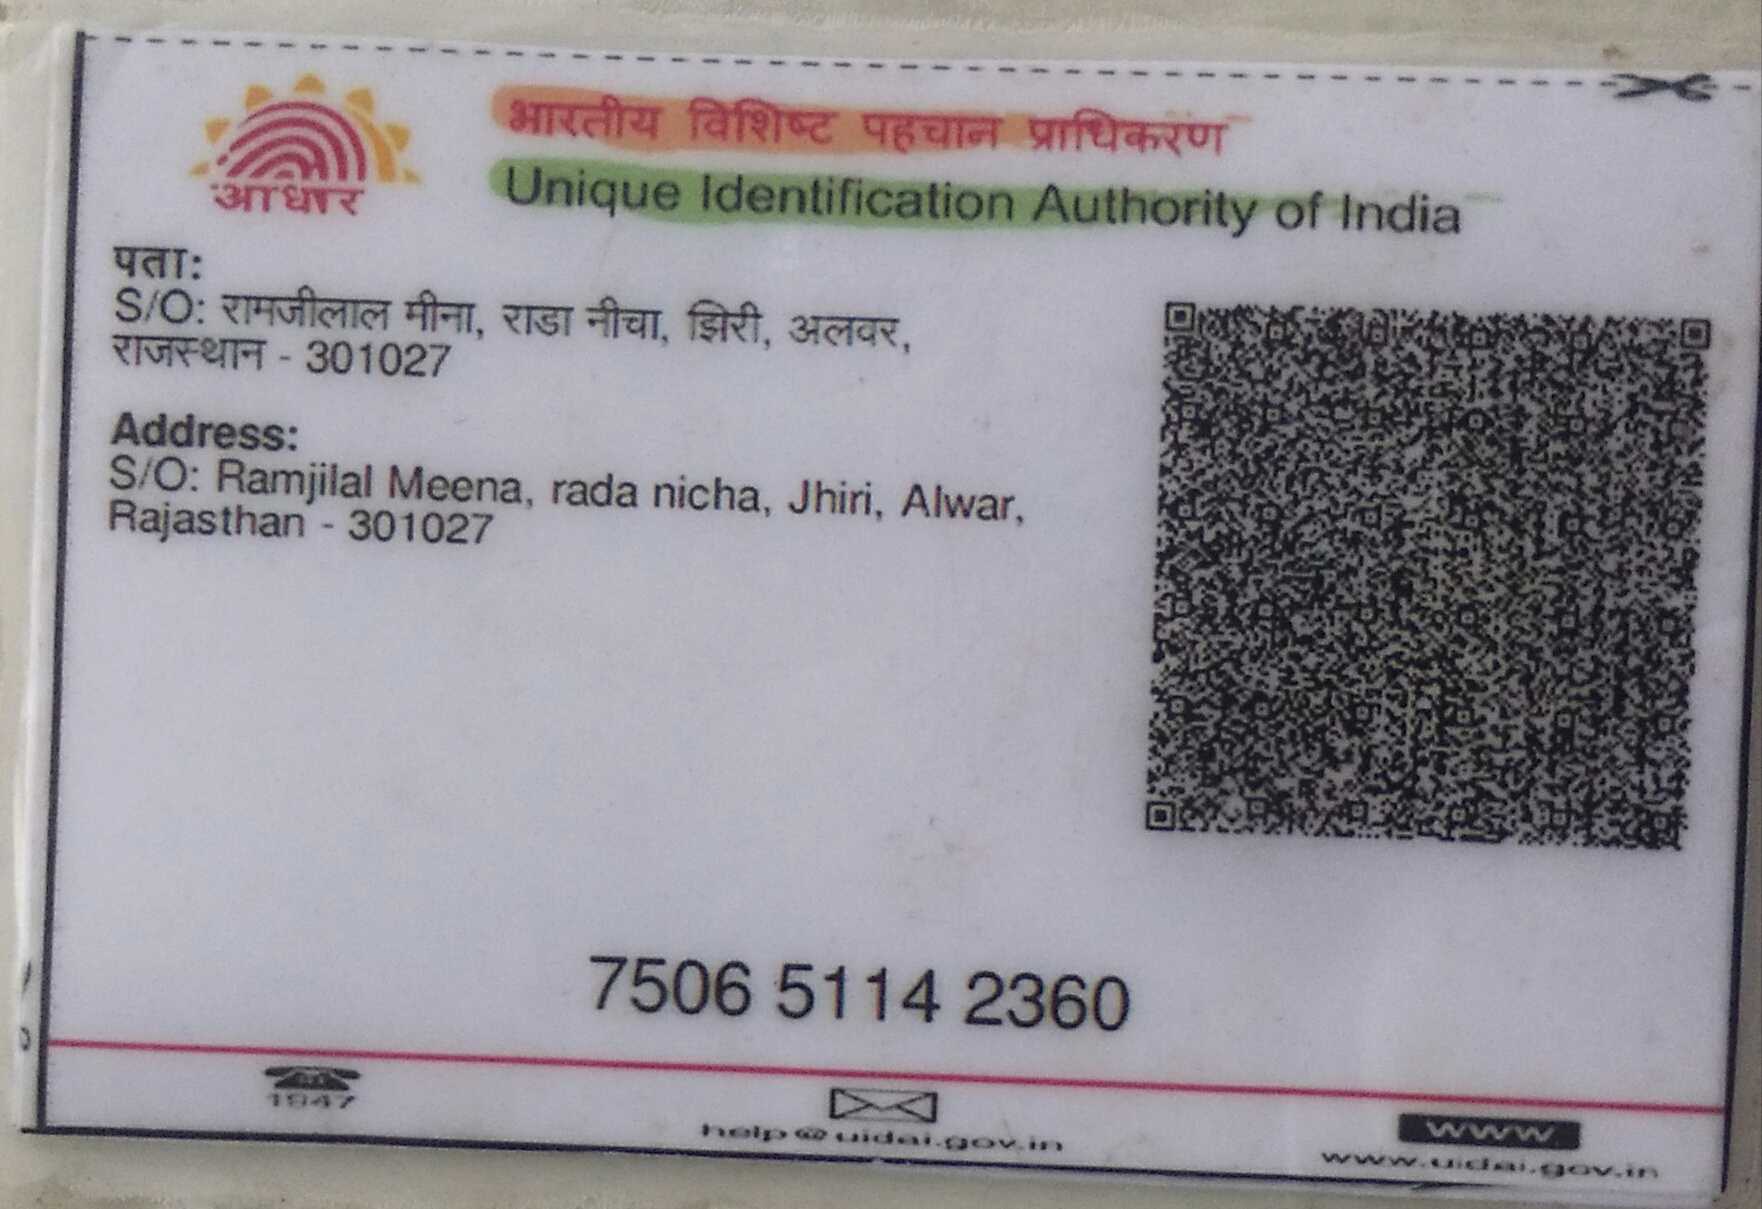 आधार
भारतीय विशिष्ट पहचान प्राधिकरण
Unique Identification Authority of India
पता:
S/O: रामजीलाल मीना, राडा नीचा, झिरी, अलवर,
राजस्थान - 301027
Address:
S/O: Ramjilal Meena, rada nicha, Jhiri, Alwar,
Rajasthan - 301027
7506 5114 2360
1947
help@uidai.gov.in
www.
www.uidai.gov.in